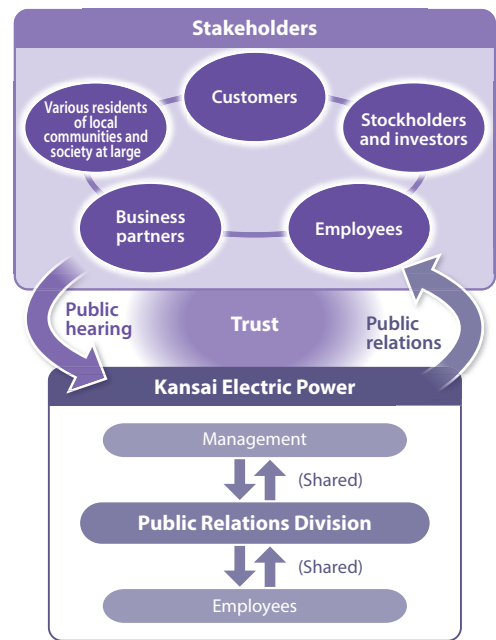 Stakeholders
Customers
Various residents
of local
communities and
society at large
Stockholders
and investors
Business
partners
Employees
Public
hearing
Trust
Public
relations
Kansai Electric Power
Management
(Shared)
Public Relations Division
(Shared)
Employees